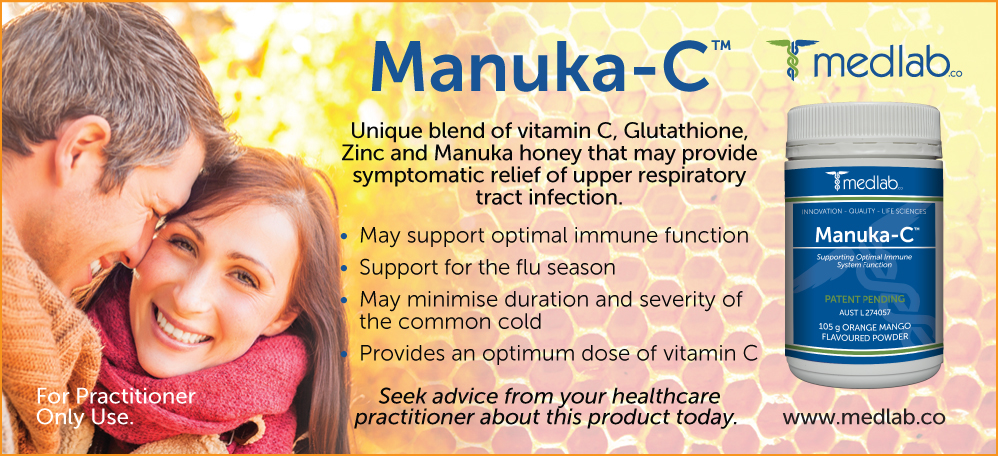 Manuka-C™
medlab.co
Unique blend of vitamin C, Glutathione,
Zinc and Manuka honey that may provide
symptomatic relief of upper respiratory
tract infection.
• May support optimal immune function
• Support for the flu season
• May minimise duration and severity of
the common cold
• Provides an optimum dose of vitamin C
Seek advice from your healthcare
practitioner about this product today.
For Practitioner
Only Use.
medlab.co
INNOVATION - QUALITY - LIFE SCIENCES
Manuka-C™
Supporting Optimal Immune
System Function
PATENT PENDING
AUST L 274057
105 g ORANGE MANGO
FLAVOURED POWDER
www.medlab.co